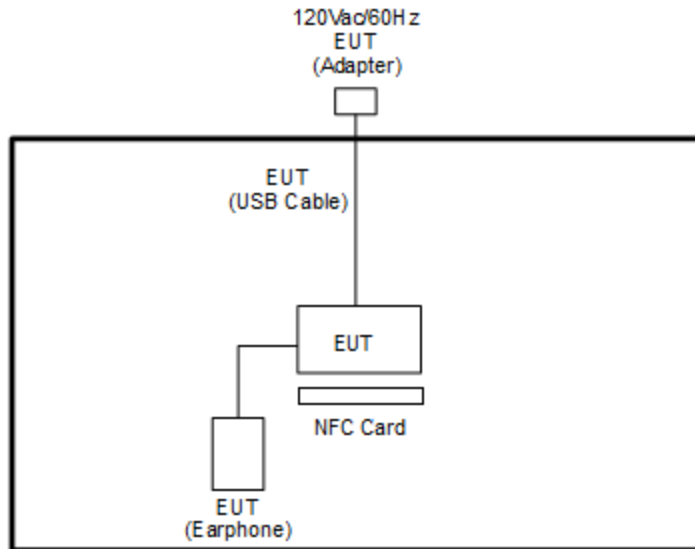 120Vac/60Hz
EUT
(Adapter)
EUT
(USB Cable)
EUT
NFC Card
EUT
(Earphone)